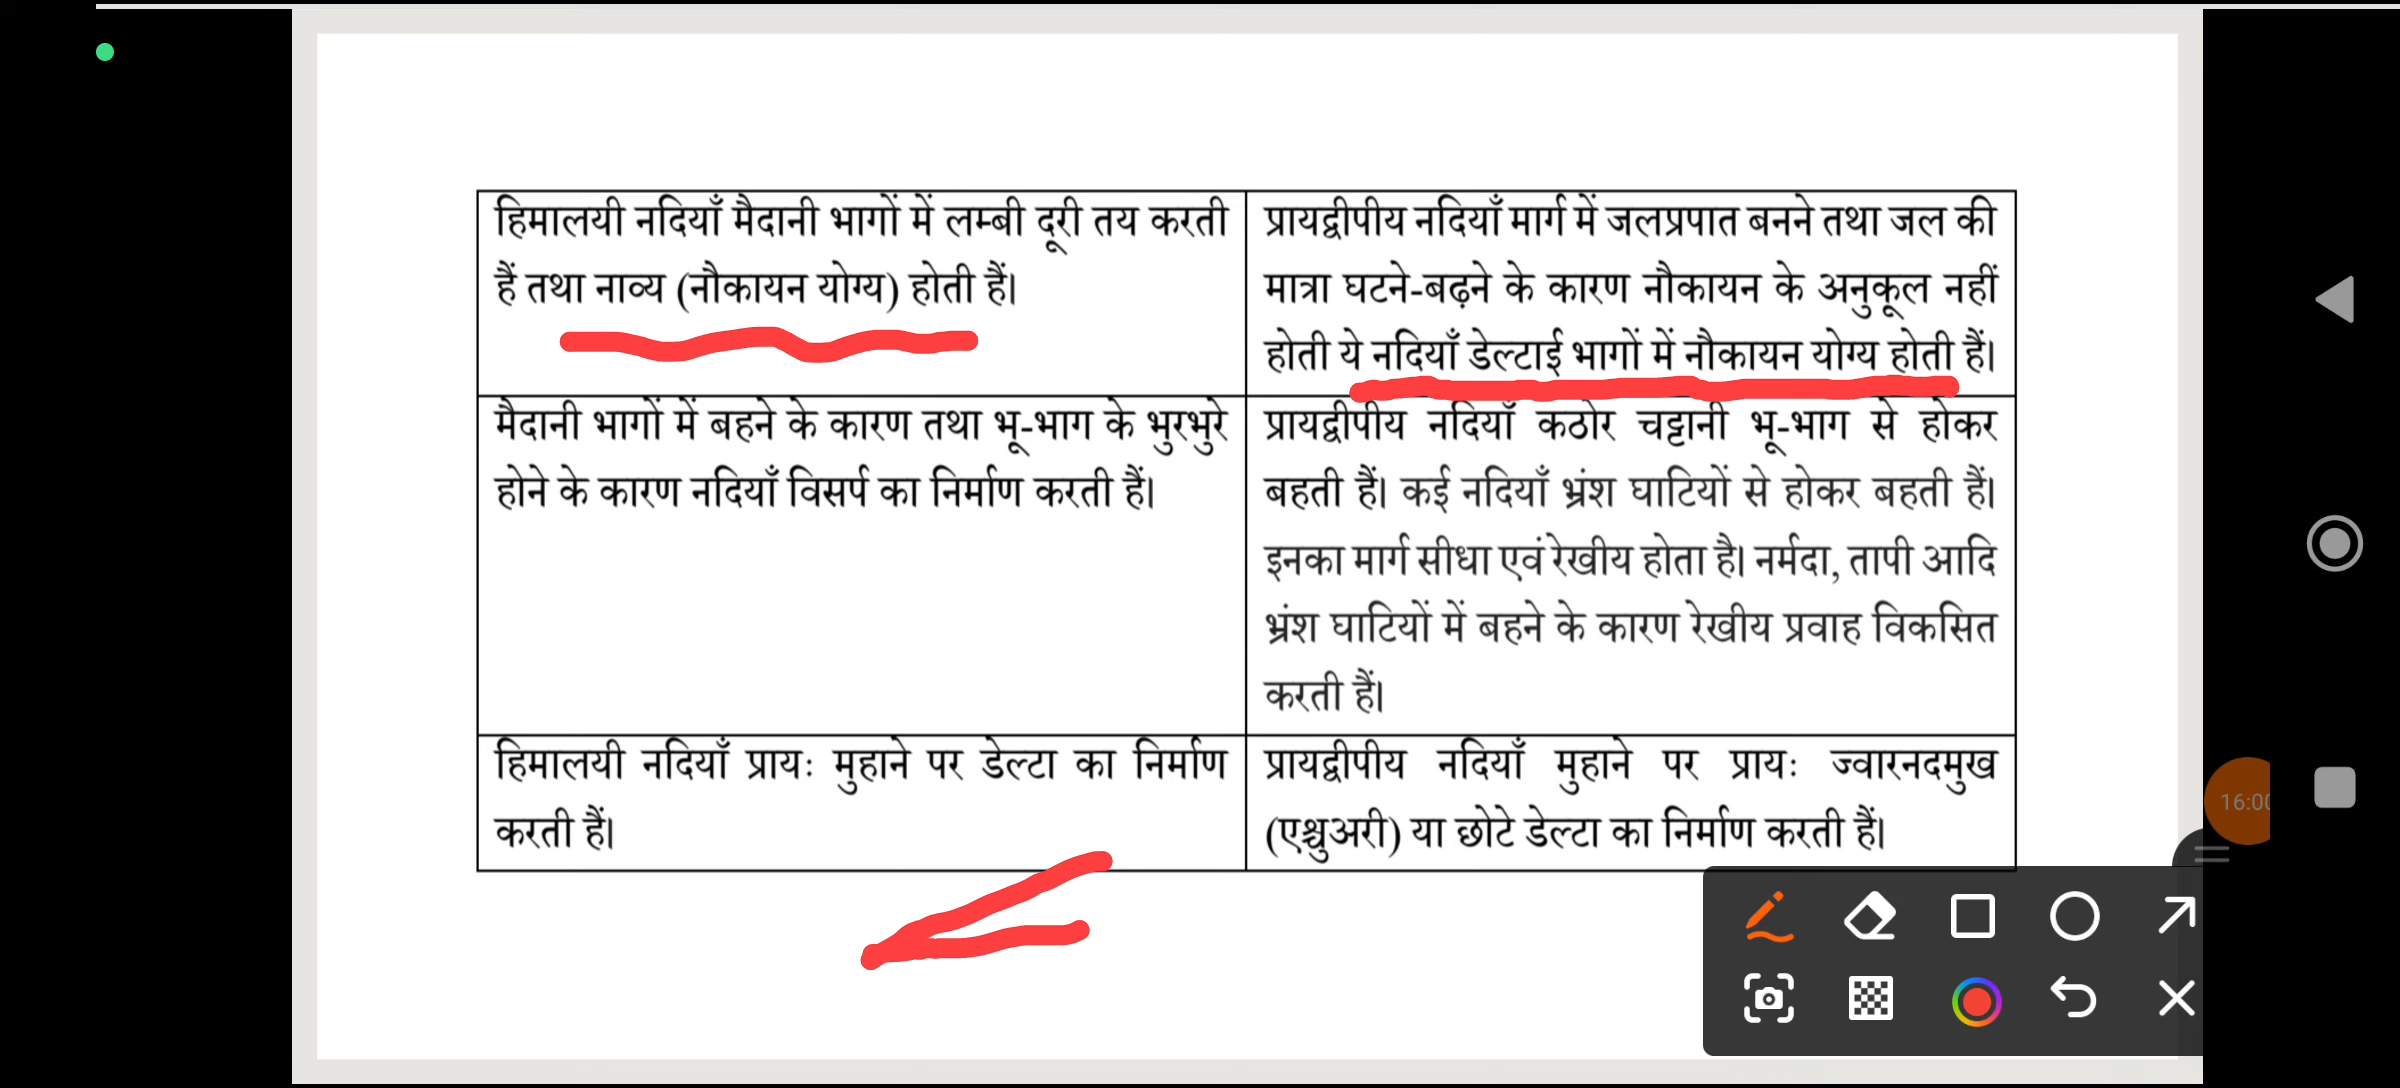 हिमालयी नदियाँ मैदानी भागों में लम्बी दूरी तय करती
हैं तथा नाव्य (नौकायन योग्य) होती हैं।
प्रायद्वीपीय नदियाँ मार्ग में जलप्रपात बनने तथा जल की
मात्रा घटने-बढ़ने के कारण नौकायन के अनुकूल नहीं
होती ये नदियाँ डेल्टाई भागों में नौकायन योग्य होती हैं।
मैदानी भागों में बहने के कारण तथा भू-भाग के भुरभुरे
होने के कारण नदियाँ विसर्प का निर्माण करती हैं।
प्रायद्वीपीय नदियाँ कठोर चट्टानी भू-भाग से होकर
बहती हैं। कई नदियाँ भ्रंश घाटियों से होकर बहती हैं।
इनका मार्ग सीधा एवं रेखीय होता है। नर्मदा, तापी आदि
भ्रंश घाटियों में बहने के कारण रेखीय प्रवाह विकसित
करती हैं।
हिमालयी नदियाँ प्रायः मुहाने पर डेल्टा का निर्माण
करती हैं।
प्रायद्वीपीय नदियाँ मुहाने पर प्रायः ज्वारनदमुख
(एश्चुअरी) या छोटे डेल्टा का निर्माण करती हैं।
16:00